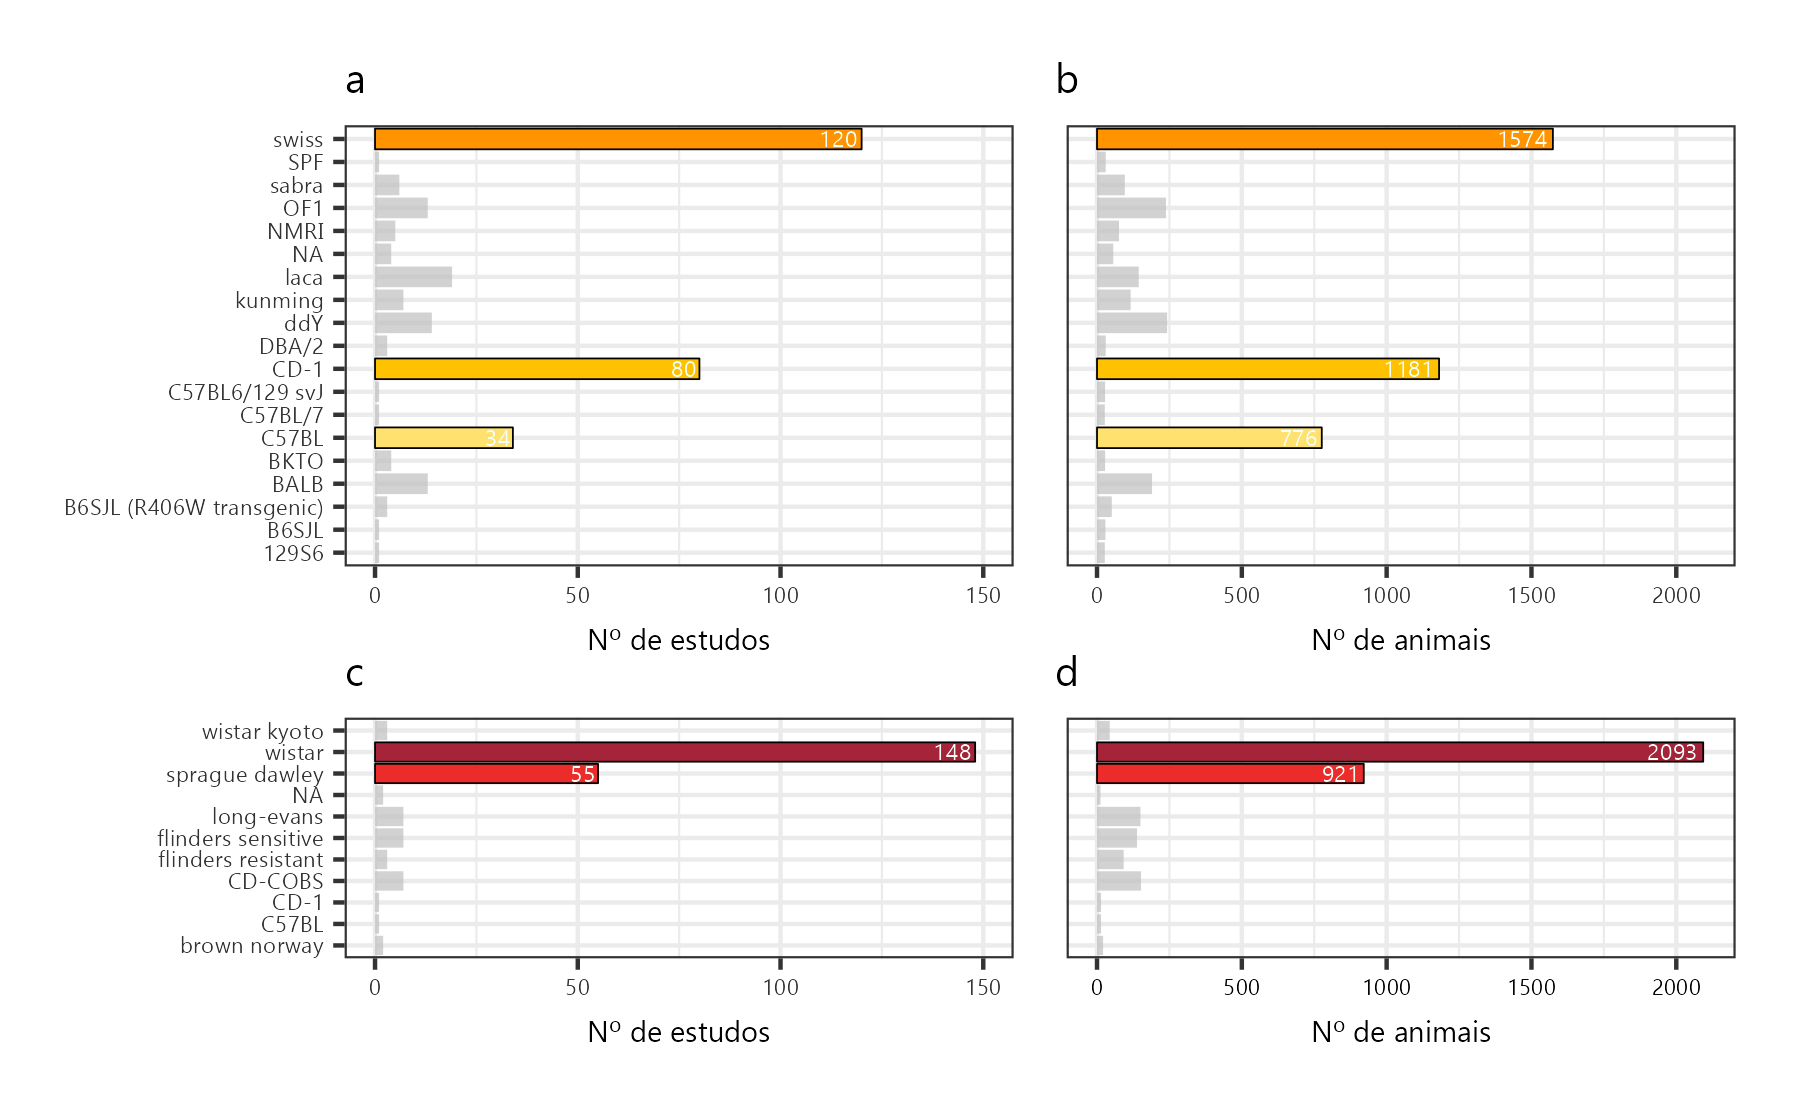 a
b
swiss
SPF
sabra
OF1
NMRI
NA
laca
kunming
ddY
DBA/2
CD-1
C57BL6/129 svJ
C57BL/7
C57BL
BKTO
BALB
B6SJL (R406W transgenic)
B6SJL
129S6
120
80
34
1574
1181
776
0 50 100 150
0 500 1000 1500 2000
Nº de estudos
Nº de animais
c
d
wistar kyoto
wistar
sprague dawley
NA
long-evans
flinders sensitive
flinders resistant
CD-COBS
CD-1
C57BL
brown norway
148
55
2093
921
0 50 100 150
0 500 1000 1500 2000
Nº de estudos
Nº de animais